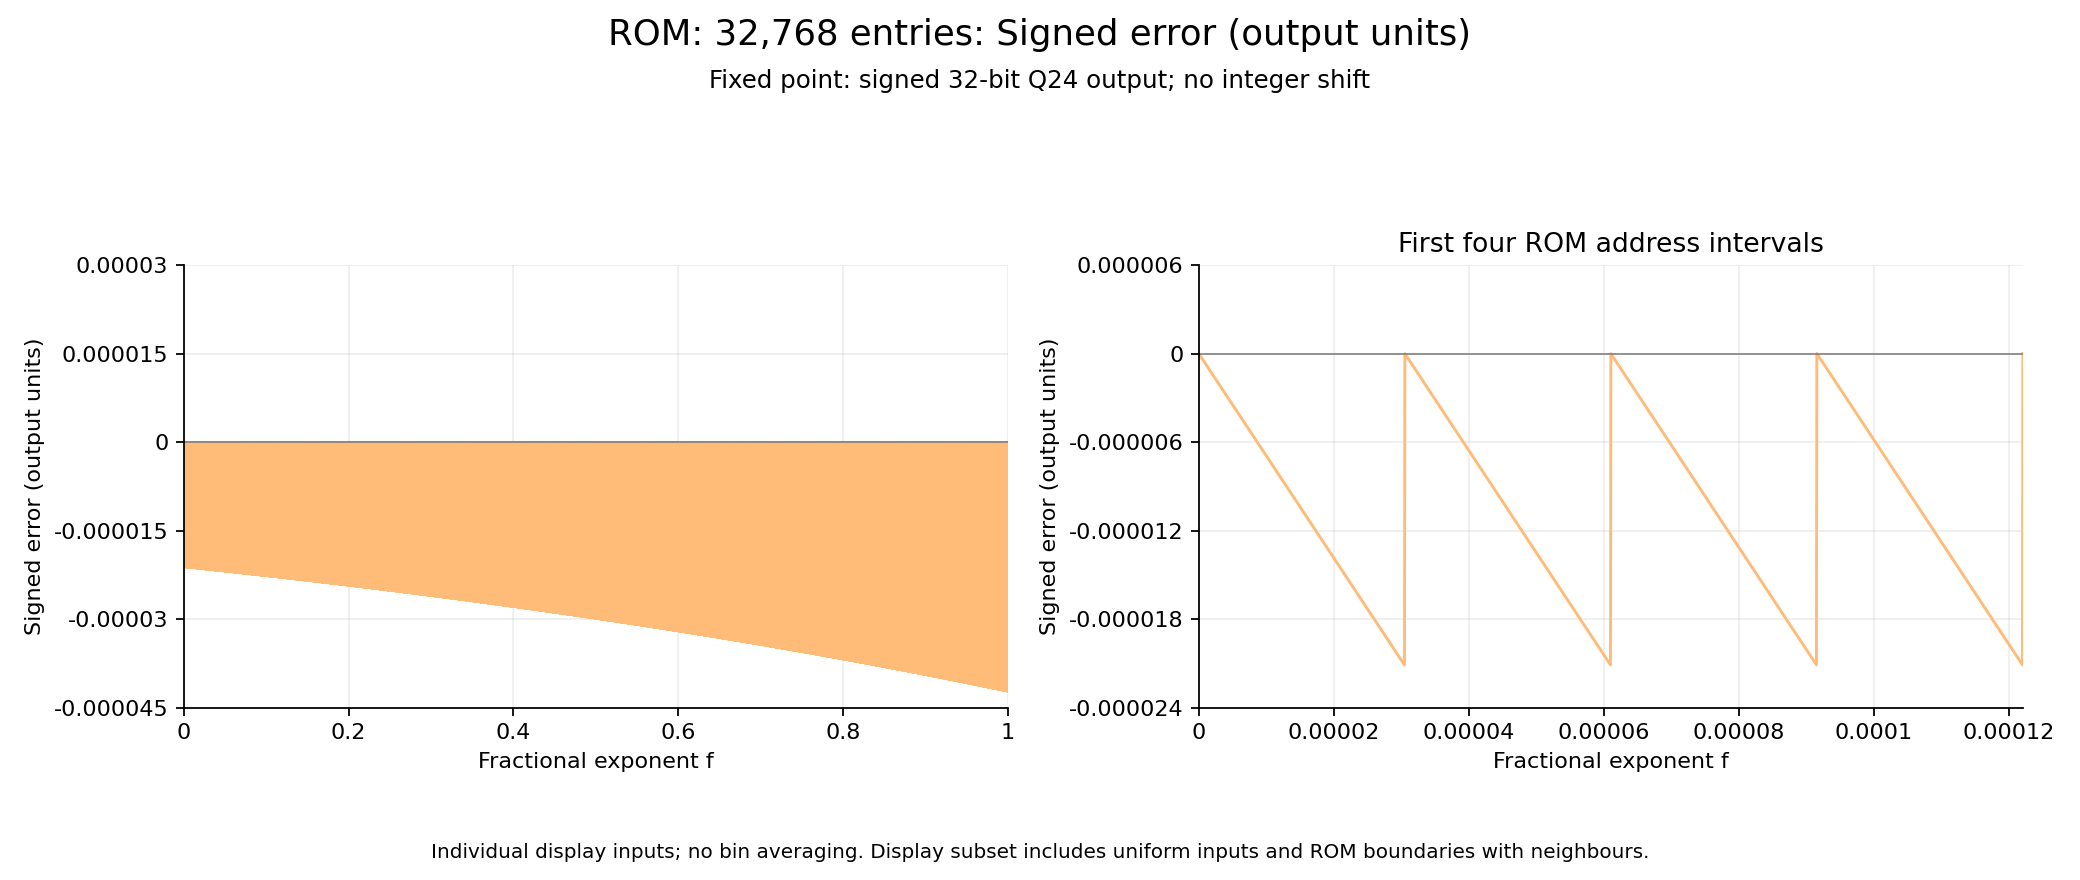 ROM: 32,768 entries: Signed error (output units)
Fixed point: signed 32-bit Q24 output; no integer shift
Signed error (output units)
0.00003
0.000015
0
-0.000015
-0.00003
-0.000045
0 0.2 0.4 0.6 0.8 1
Fractional exponent f
First four ROM address intervals
Signed error (output units)
0.000006
0
-0.000006
-0.000012
-0.000018
-0.000024
0 0.00002 0.00004 0.00006 0.00008 0.0001 0.00012
Fractional exponent f
Individual display inputs; no bin averaging. Display subset includes uniform inputs and ROM boundaries with neighbours.